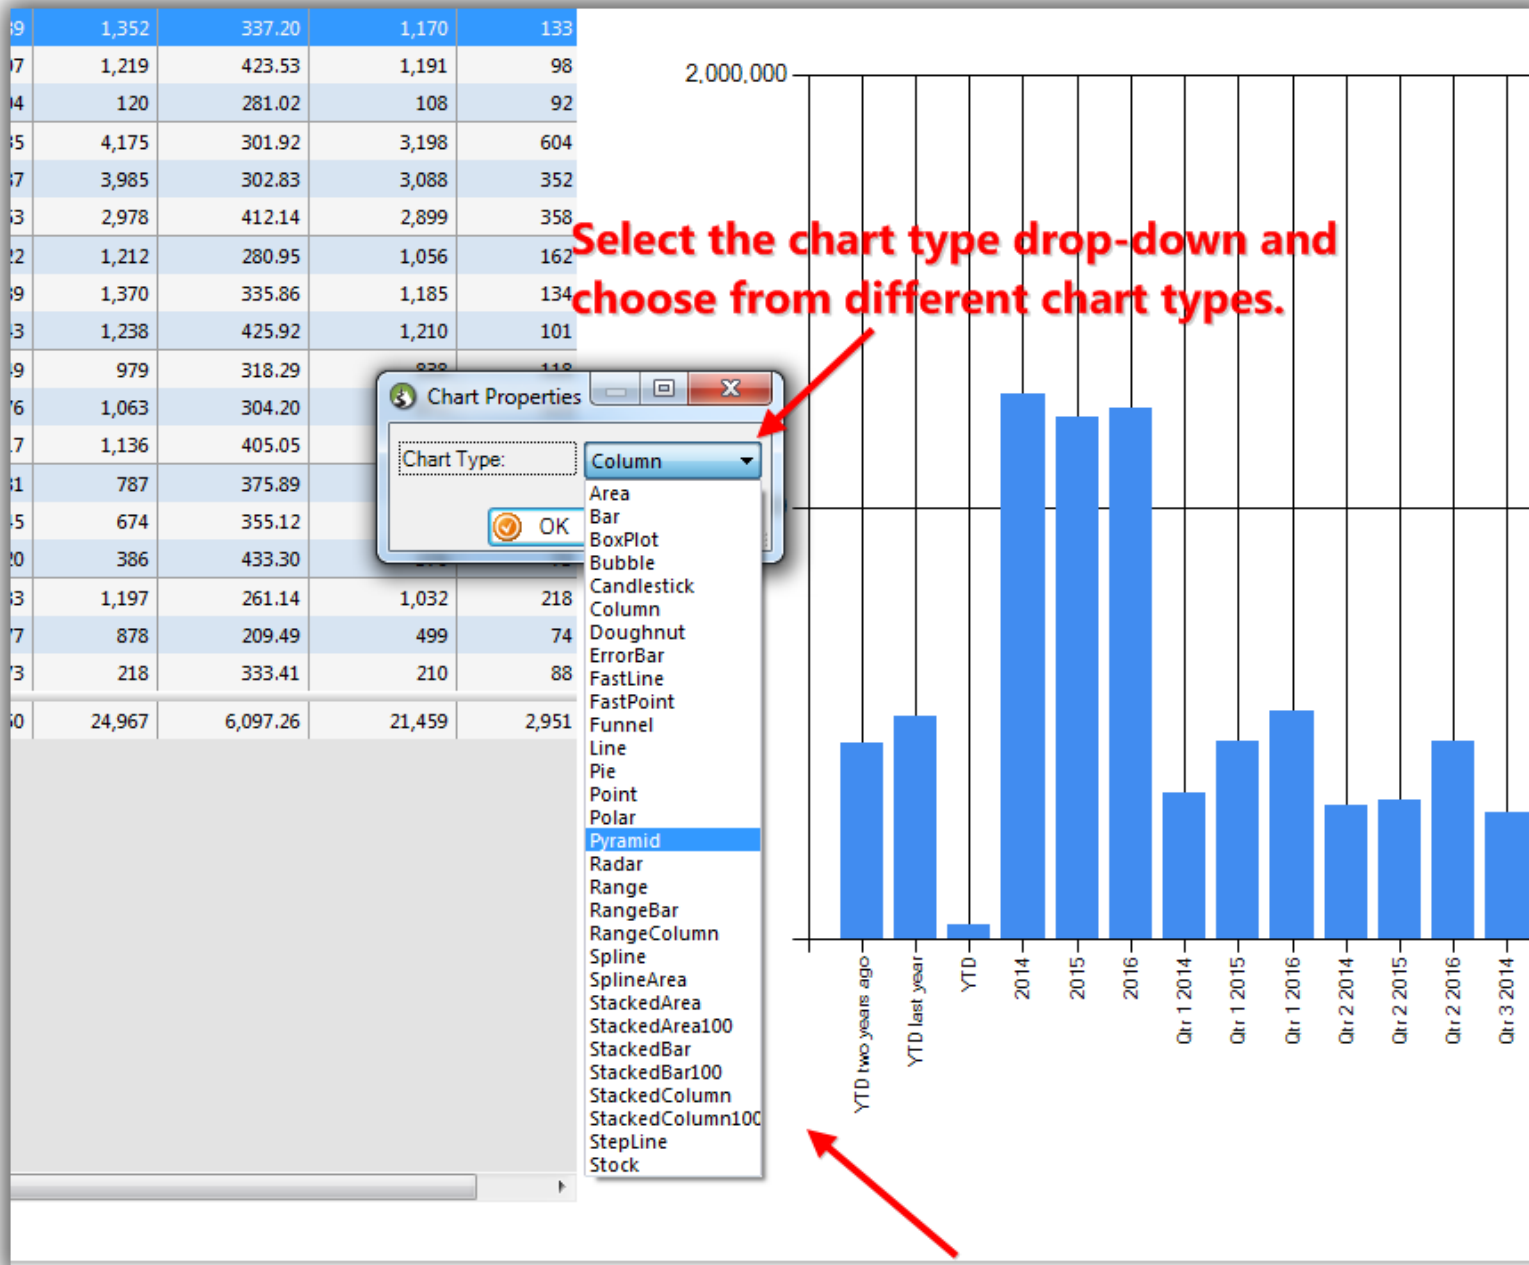 39 1,352 337.20 1,170 133
97 1,219 423.53 1,191 98
120 281.02 108 92
4,175 301.92 3,198 604
3,985 302.83 3,088 352
2,978 412.14 2,899 358
1,212 280.95 1,056 162
1,370 335.86 1,185 134
1,238 425.92 1,210 101
979 318.29 838 118
1,063 304.20
1,136 405.05
787 375.89
674 355.12
386 433.30
1,197 261.14 1,032 218
878 209.49 499 74
218 333.41 210 88
24,967 6,097.26 21,459 2,951
2,000,000
Select the chart type drop-down and
choose from different chart types.
Chart Properties
Chart Type:
Column
OK
Area
Bar
BoxPlot
Bubble
Candlestick
Column
Doughnut
ErrorBar
FastLine
FastPoint
Funnel
Line
Pie
Point
Polar
Pyramid
Radar
Range
RangeBar
RangeColumn
Spline
SplineArea
StackedArea
StackedArea100
StackedBar
StackedBar100
StackedColumn
StackedColumn100
StepLine
Stock
YTD two years ago
YTD last year
YTD
2014
2015
2016
Qtr 1 2014
Qtr 1 2015
Qtr 1 2016
Qtr 2 2014
Qtr 2 2015
Qtr 2 2016
Qtr 3 2014